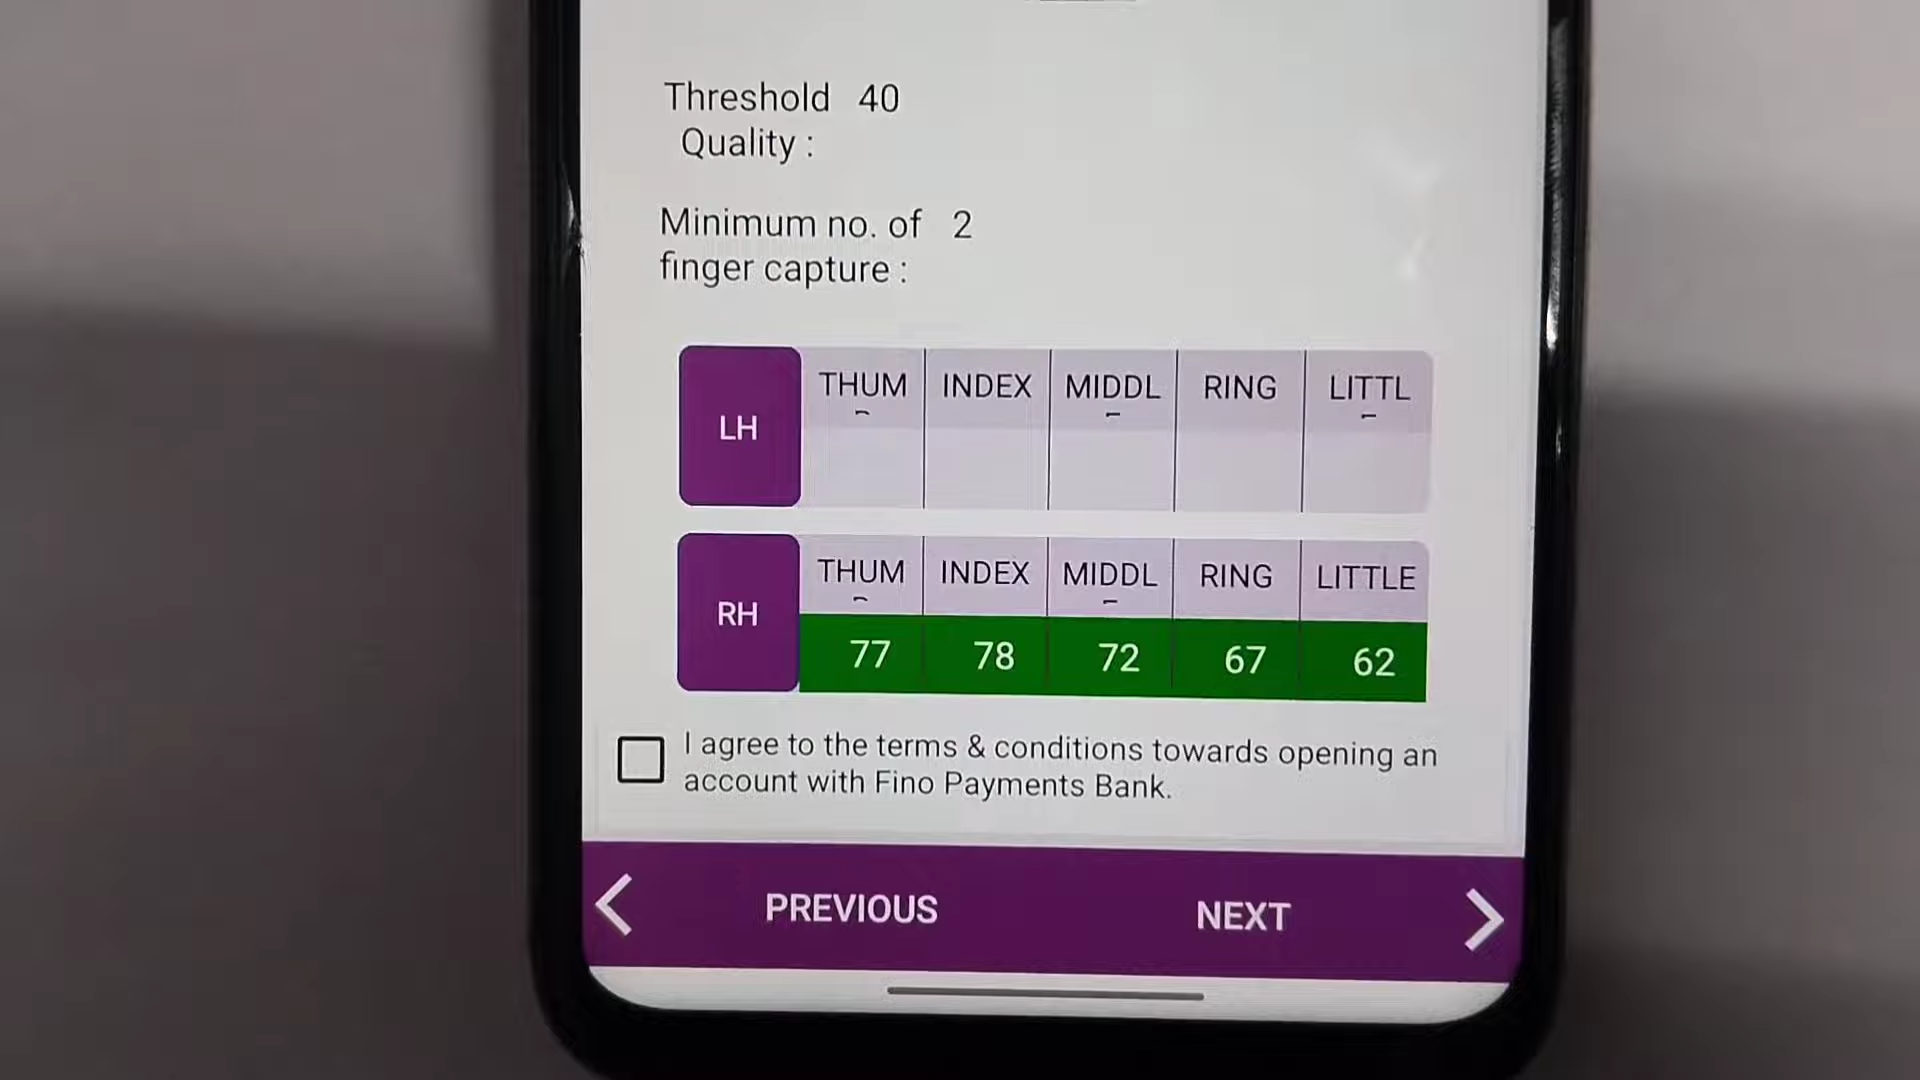 Threshold 40
Quality :
Minimum no. of 2
finger capture :
LH THUM INDEX MIDDL RING LITTL
RH THUM INDEX MIDDL RING LITTLE
77 78 72 67 62
I agree to the terms & conditions towards opening an
account with Fino Payments Bank.
PREVIOUS NEXT